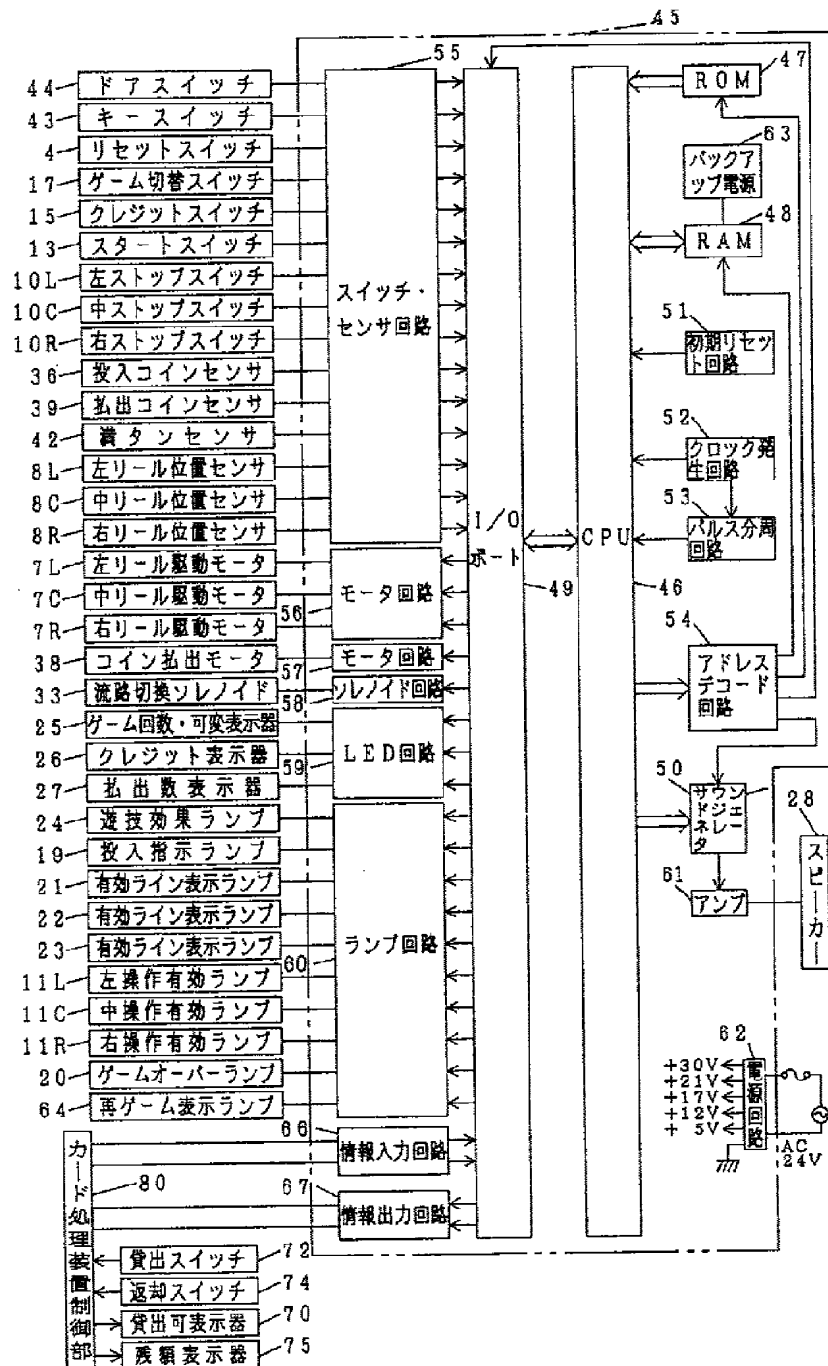 45
55
44 ドアスイッチ
43 キースイッチ
4 リセットスイッチ
17 ゲーム切替スイッチ
15 クレジットスイッチ
13 スタートスイッチ
10L 左ストップスイッチ
10C 中ストップスイッチ
10R 右ストップスイッチ
36 投入コインセンサ
39 払出コインセンサ
42 満タンセンサ
8L 左リール位置センサ
8C 中リール位置センサ
8R 右リール位置センサ
7L 左リール駆動モータ
7C 中リール駆動モータ
7R 右リール駆動モータ
38 コイン払出モータ
33 流路切換ソレノイド
25 ゲーム回数・可変表示器
26 クレジット表示器
27 払出数表示器
24 遊技効果ランプ
19 投入指示ランプ
21 有効ライン表示ランプ
22 有効ライン表示ランプ
23 有効ライン表示ランプ
11L 左操作有効ランプ
11C 中操作有効ランプ
11R 右操作有効ランプ
20 ゲームオーバーランプ
64 再ゲーム表示ランプ
スイッチ・
センサ回路
モータ回路
56
モータ回路
57
ソレノイド回路
58
LED回路
59
ランプ回路
60
66
情報入力回路
67
情報出力回路
カード処理装置制御部
80
貸出スイッチ 72
返却スイッチ 74
貸出可表示器 70
残額表示器 75
I/O
ポート
49
CPU
46
ROM
47
63
バックア
ップ電源
48
RAM
51
初期リセッ
ト回路
52
クロック発
生回路
53
パルス分周
回路
54
アドレス
デコード
回路
50
サウン
ドジェ
ネレー
タ
61
アンプ
28
スピーカー
62
電源回路
+30V
+21V
+17V
+12V
+ 5V
AC
24V